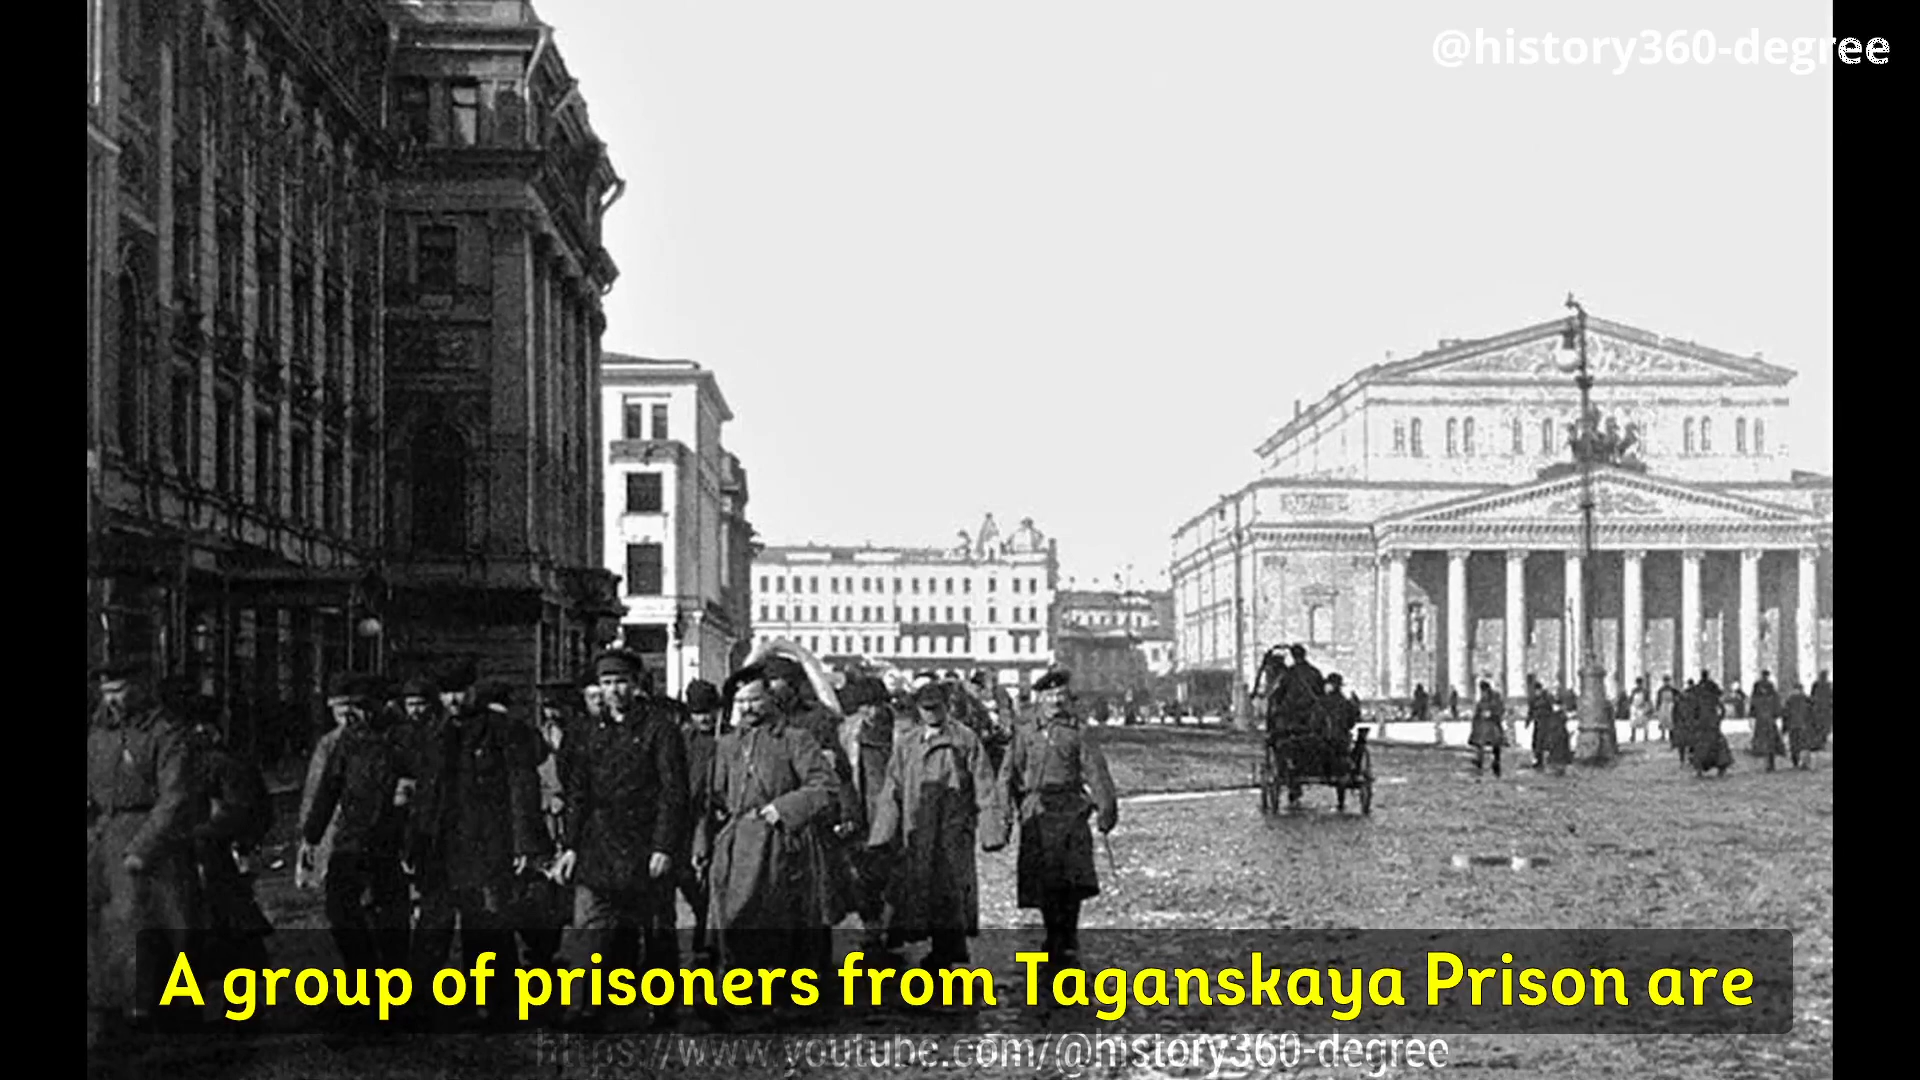 @history360-degree
A group of prisoners from Taganskaya Prison are
https://www.youtube.com/@history360-degree